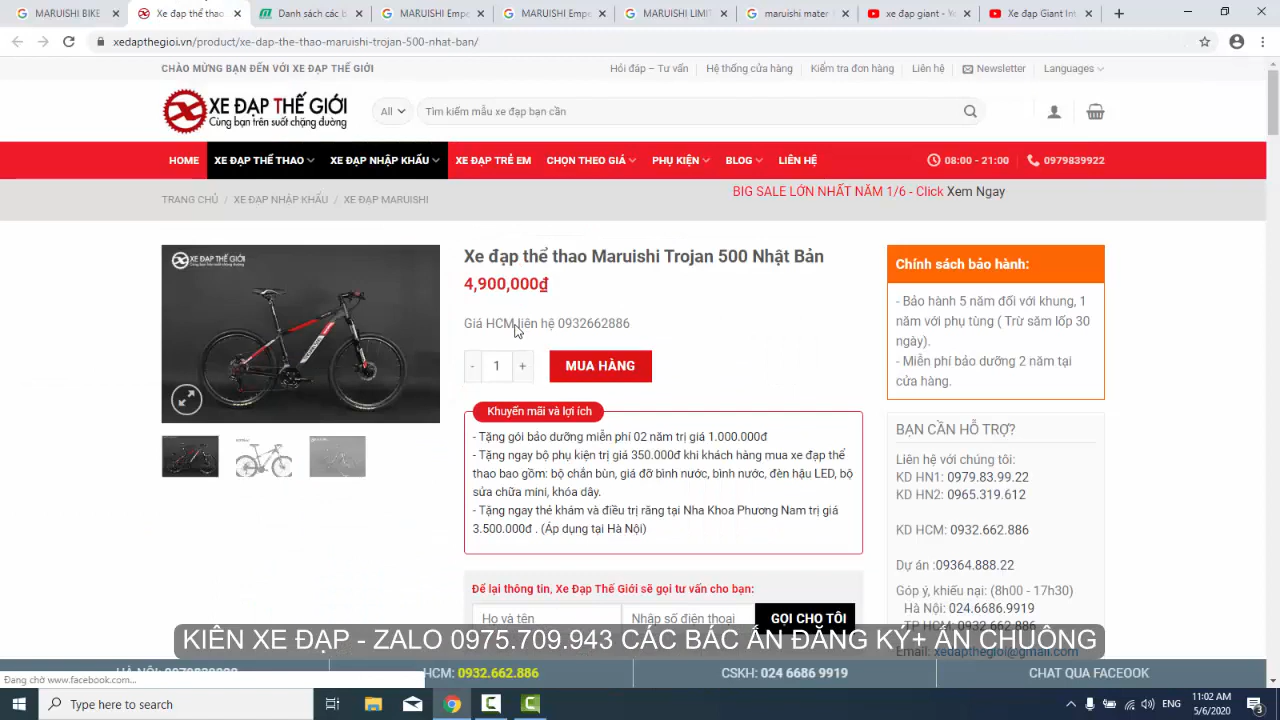 MARUISHI BIKE
Xe đạp thể thao
Danh sách các b
MARUISHI Empe
MARUISHI Empe
MARUISHI LIMIT
maruishi mater
xe đạp giant - Yo
Xe đạp Giant Int
xedapthegioi.vn/product/xe-dap-the-thao-maruishi-trojan-500-nhat-ban/
CHÀO MỪNG BẠN ĐẾN VỚI XE ĐẠP THẾ GIỚI
Hỏi đáp – Tư vấn
Hệ thống cửa hàng
Kiểm tra đơn hàng
Liên hệ
Newsletter
Languages
XE ĐẠP THẾ GIỚI
Cùng bạn trên suốt chặng đường
All
Tìm kiếm mẫu xe đạp bạn cần
HOME
XE ĐẠP THỂ THAO
XE ĐẠP NHẬP KHẨU
XE ĐẠP TRẺ EM
CHỌN THEO GIÁ
PHỤ KIỆN
BLOG
LIÊN HỆ
08:00 - 21:00
0979839922
TRANG CHỦ / XE ĐẠP NHẬP KHẨU / XE ĐẠP MARUISHI
BIG SALE LỚN NHẤT NĂM 1/6 - Click Xem Ngay
XE ĐẠP THẾ GIỚI
Xe đạp thể thao Maruishi Trojan 500 Nhật Bản
4,900,000₫
Giá HCM liên hệ 0932662886
- 1 +
MUA HÀNG
Khuyến mãi và lợi ích
- Tặng gói bảo dưỡng miễn phí 02 năm trị giá 1.000.000đ
- Tặng ngay bộ phụ kiện trị giá 350.000đ khi khách hàng mua xe đạp thể
thao bao gồm: bộ chắn bùn, giá đỡ bình nước, bình nước, đèn hậu LED, bộ
sửa chữa mini, khóa dây.
- Tặng ngay thẻ khám và điều trị răng tại Nha Khoa Phương Nam trị giá
3.500.000đ . (Áp dụng tại Hà Nội)
Để lại thông tin, Xe Đạp Thế Giới sẽ gọi tư vấn cho bạn:
Họ và tên
Nhập số điện thoại
GỌI CHO TÔI
Chính sách bảo hành:
- Bảo hành 5 năm đối với khung, 1
năm với phụ tùng ( Trừ săm lốp 30
ngày).
- Miễn phí bảo dưỡng 2 năm tại
cửa hàng.
BẠN CẦN HỖ TRỢ?
Liên hệ với chúng tôi:
KD HN1: 0979.83.99.22
KD HN2: 0965.319.612
KD HCM: 0932.662.886
Dự án :09364.888.22
Góp ý, khiếu nại: (8h00 - 17h30)
Hà Nội: 024.6686.9919
TP HCM: 0932.662.886
Email: xedapthegioi@gmail.com
KIÊN XE ĐẠP - ZALO 0975.709.943 CÁC BÁC ẤN ĐĂNG KÝ+ ẤN CHUÔNG
HÀ NỘI: 0979839922
HCM: 0932.662.886
CSKH: 024 6686 9919
CHAT QUA FACEOOK
Đang chờ www.facebook.com...
Type here to search
ENG
11:02 AM
5/6/2020
3